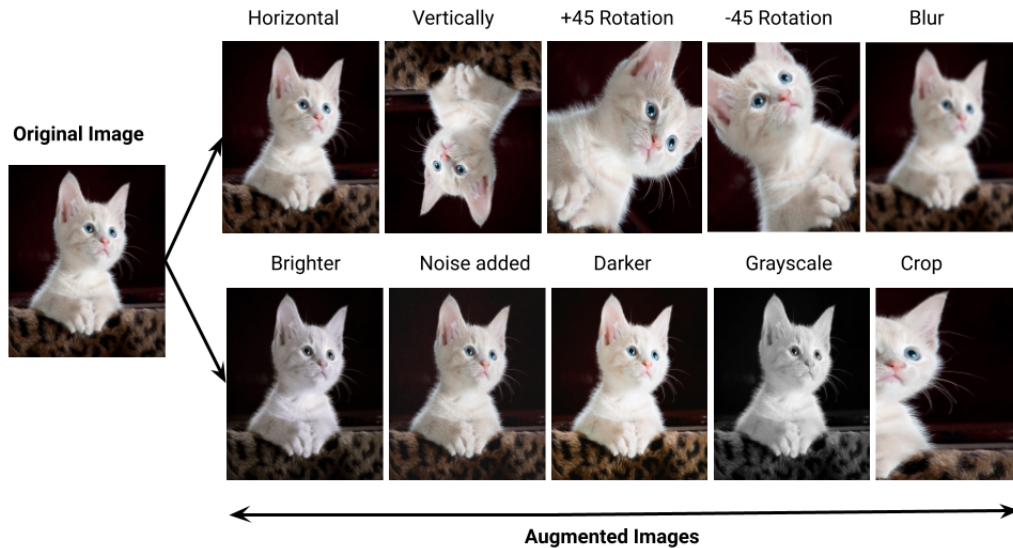 Horizontal
Vertically
+45 Rotation
-45 Rotation
Blur
Original Image
Brighter
Noise added
Darker
Grayscale
Crop
Augmented Images